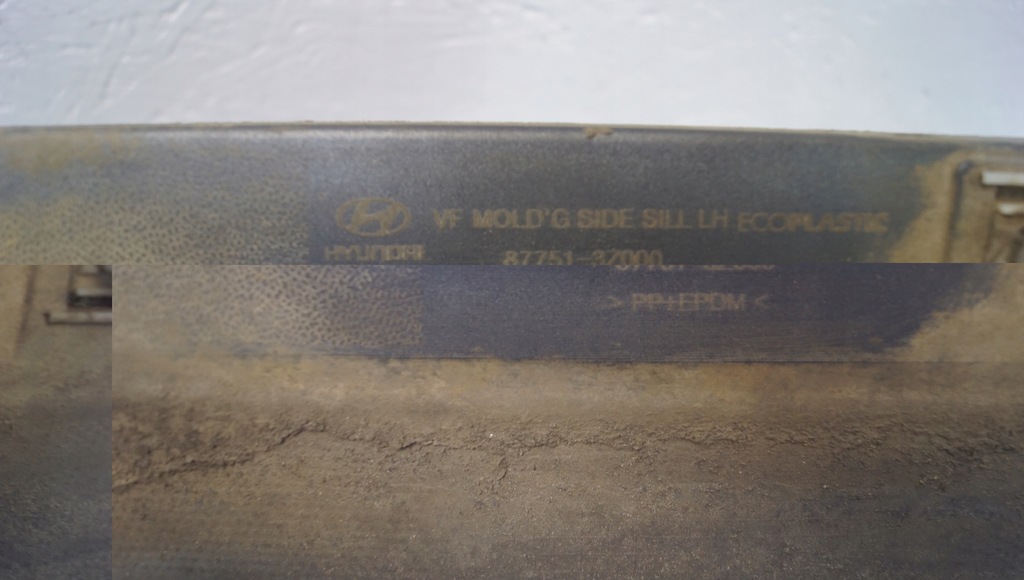 VF MOLD'G SIDE SILL LH ECOPLASTIC
HYUNDAI 87751-3Z000
> PP+EPDM <